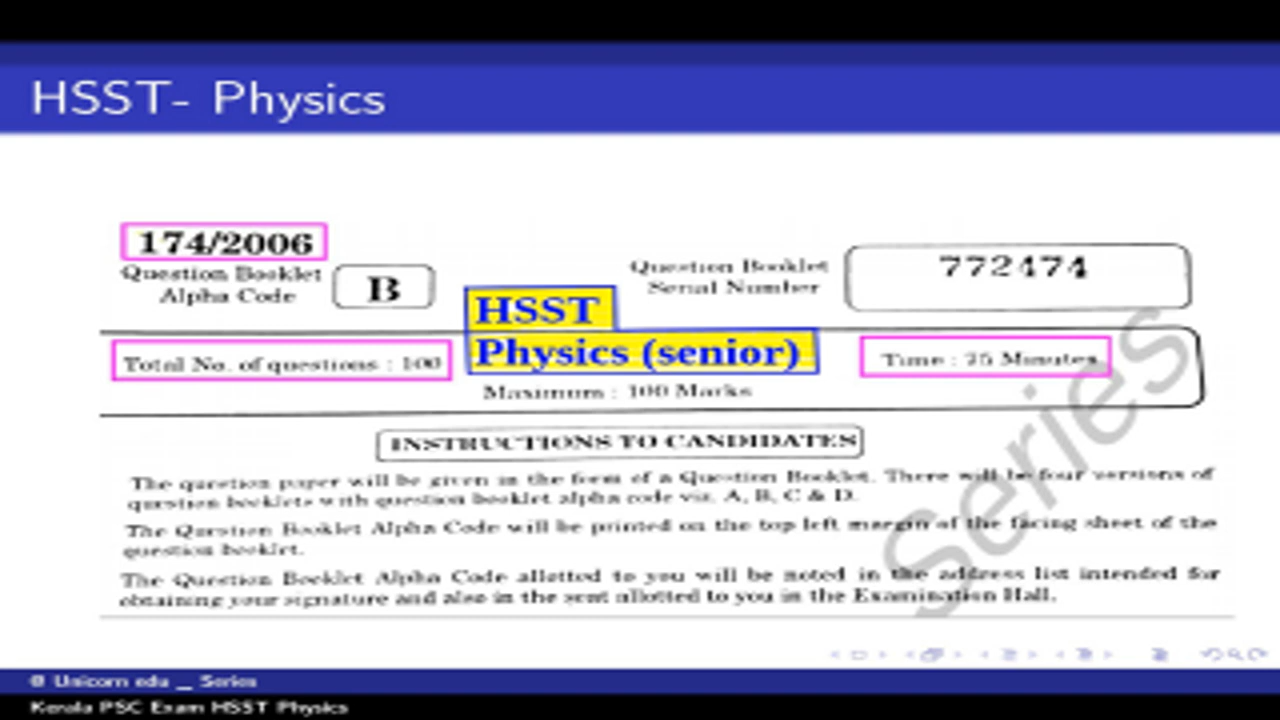 HSST- Physics
174/2006
Question Booklet
Alpha Code
B
Question Booklet
Serial Number
772474
HSST
Physics (senior)
Total No. of questions : 100
Time : 75 Minutes
Maximum : 100 Marks
INSTRUCTIONS TO CANDIDATES
The question paper will be given in the form of a Question Booklet. There will be four versions of
question booklets with question booklet alpha code viz. A, B, C & D.
The Question Booklet Alpha Code will be printed on the top left margin of the facing sheet of the
question booklet.
The Question Booklet Alpha Code allotted to you will be noted in the address list intended for
obtaining your signature and also in the seat allotted to you in the Examination Hall.
Series
© Unicorn edu _ Series
Kerala PSC Exam HSST Physics